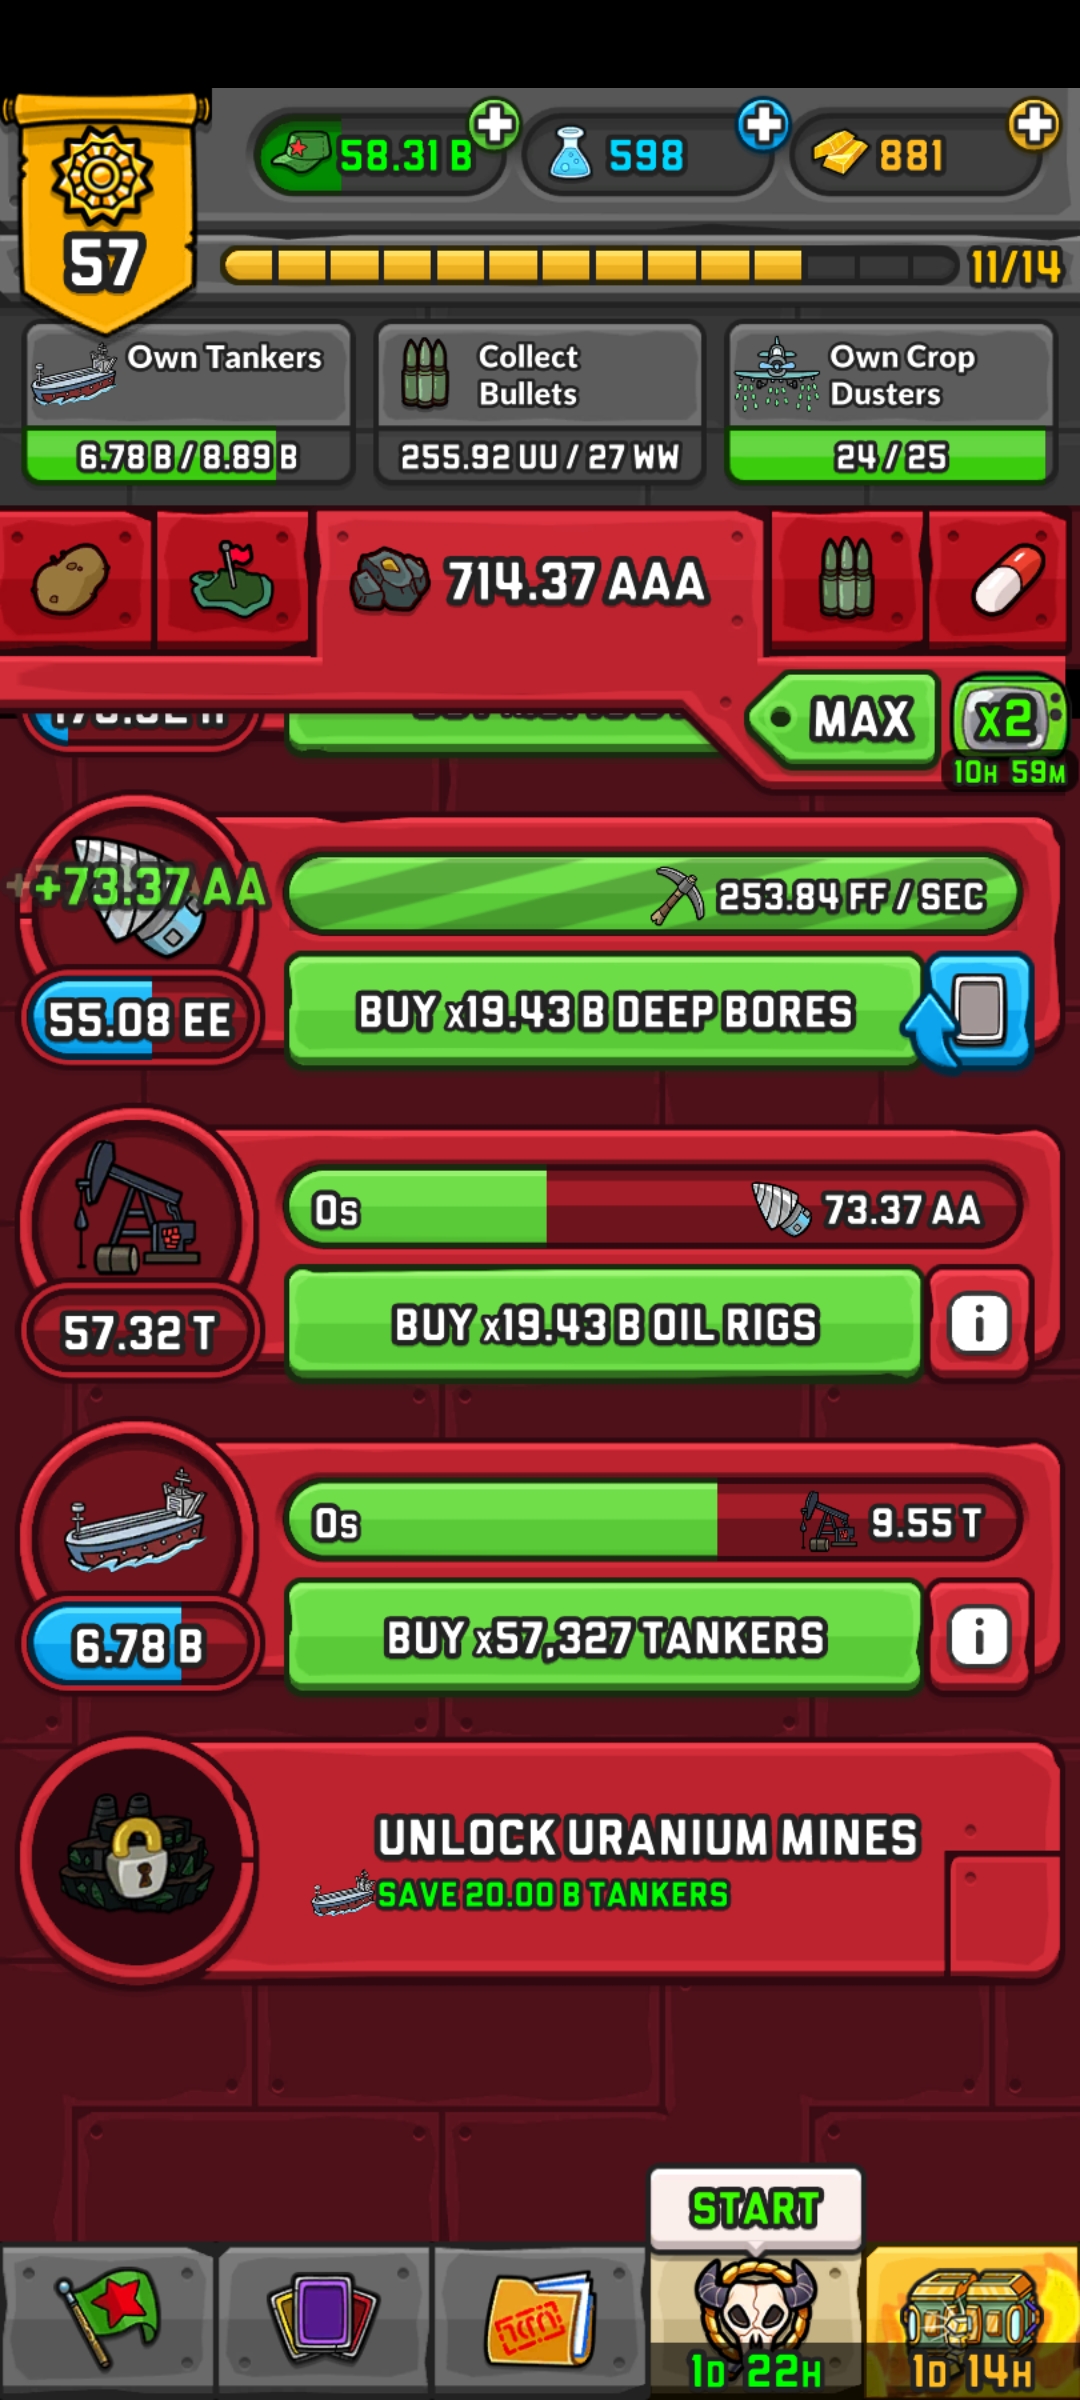 58.31 B
598
881
57
11/14
Own Tankers
6.78 B / 8.89 B
Collect
Bullets
255.92 UU / 27 WW
Own Crop
Dusters
24 / 25
714.37 AAA
MAX
x2
10H 59M
+73.37 AA
253.84 FF / SEC
55.08 EE
BUY x19.43 B DEEP BORES
0s
73.37 AA
57.32 T
BUY x19.43 B OIL RIGS
i
0s
9.55 T
6.78 B
BUY x57,327 TANKERS
i
UNLOCK URANIUM MINES
SAVE 20.00 B TANKERS
START
1D 22H
1D 14H